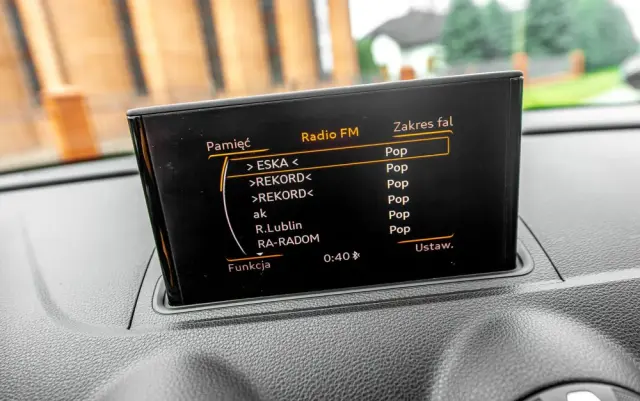 Pamięć Radio FM Zakres fal
> ESKA < Pop
>REKORD< Pop
>REKORD< Pop
ak Pop
R.Lublin Pop
RA-RADOM Pop
Funkcja 0:40 Ustaw.